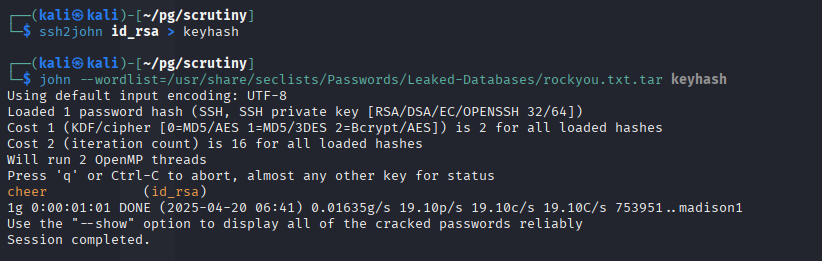 ┌──(kali㉿kali)-[~/pg/scrutiny]
└─$ ssh2john id_rsa > keyhash
┌──(kali㉿kali)-[~/pg/scrutiny]
└─$ john --wordlist=/usr/share/seclists/Passwords/Leaked-Databases/rockyou.txt.tar keyhash
Using default input encoding: UTF-8
Loaded 1 password hash (SSH, SSH private key [RSA/DSA/EC/OPENSSH 32/64])
Cost 1 (KDF/cipher [0=MD5/AES 1=MD5/3DES 2=Bcrypt/AES]) is 2 for all loaded hashes
Cost 2 (iteration count) is 16 for all loaded hashes
Will run 2 OpenMP threads
Press 'q' or Ctrl-C to abort, almost any other key for status
cheer            (id_rsa)
1g 0:00:01:01 DONE (2025-04-20 06:41) 0.01635g/s 19.10p/s 19.10c/s 19.10C/s 753951..madison1
Use the "--show" option to display all of the cracked passwords reliably
Session completed.